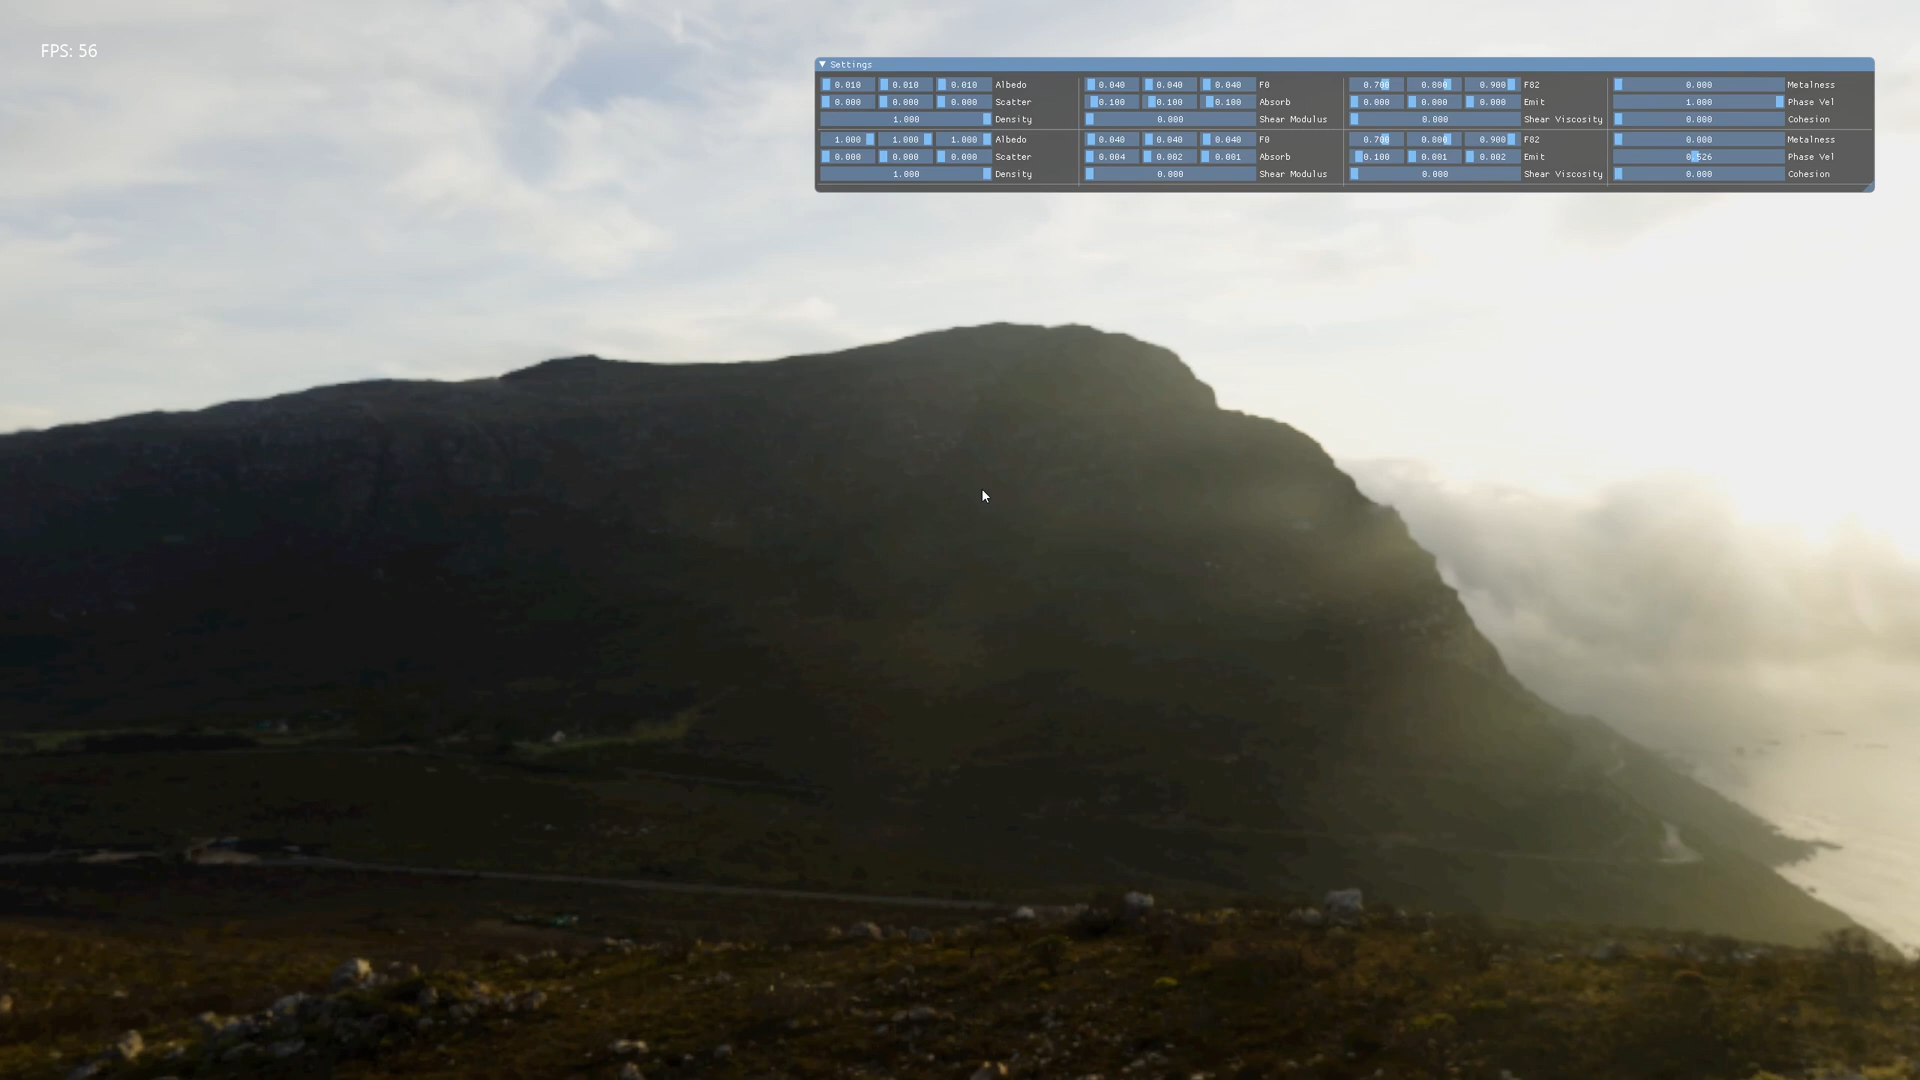 FPS: 56
Settings
0.010 0.010 0.010 Albedo 0.040 0.040 0.040 F0 0.700 0.800 0.900 F82 0.000 Metalness
0.000 0.000 0.000 Scatter 0.100 0.100 0.100 Absorb 0.000 0.000 0.000 Emit 1.000 Phase Vel
1.000 Density 0.000 Shear Modulus 0.000 Shear Viscosity 0.000 Cohesion
1.000 1.000 1.000 Albedo 0.040 0.040 0.040 F0 0.700 0.800 0.900 F82 0.000 Metalness
0.000 0.000 0.000 Scatter 0.004 0.002 0.001 Absorb 0.100 0.001 0.002 Emit 0.526 Phase Vel
1.000 Density 0.000 Shear Modulus 0.000 Shear Viscosity 0.000 Cohesion